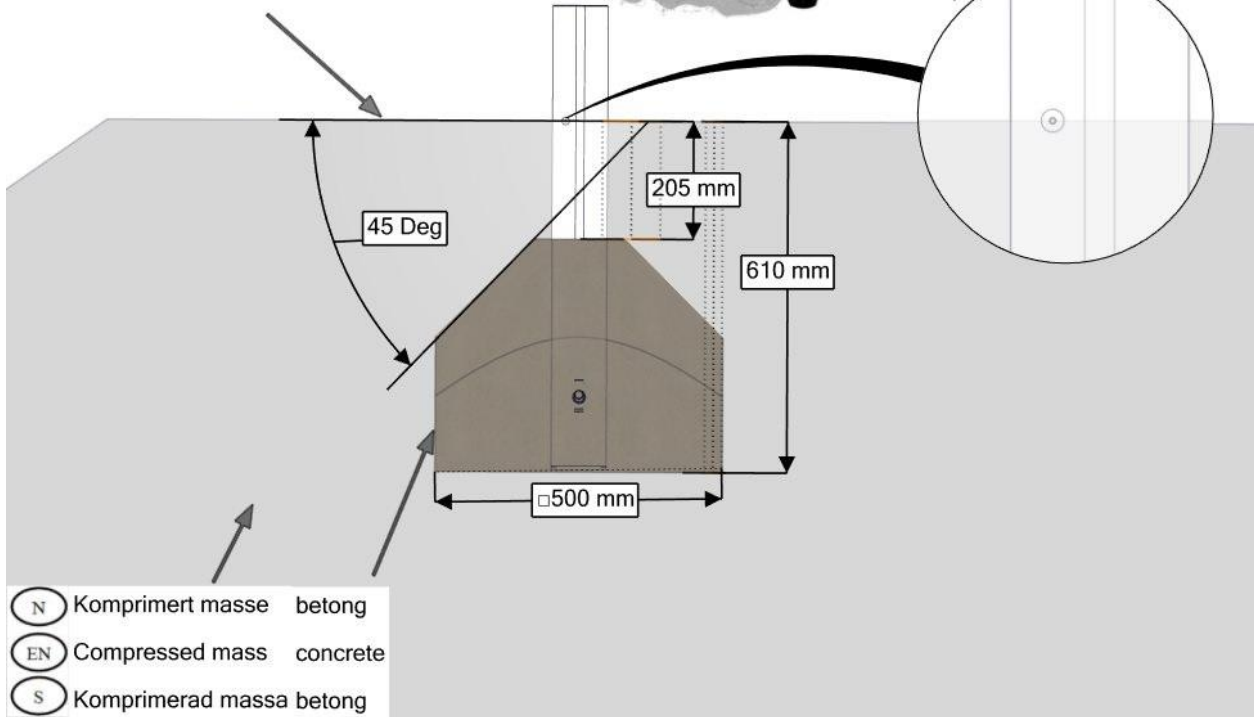 205 mm
45 Deg
610 mm
□500 mm
N Komprimert masse betong
EN Compressed mass concrete
S Komprimerad massa betong